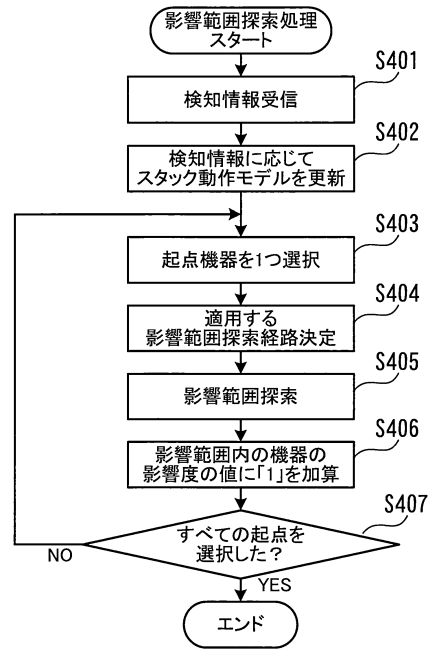 影響範囲探索処理
スタート
S401
検知情報受信
S402
検知情報に応じて
スタック動作モデルを更新
S403
起点機器を1つ選択
S404
適用する
影響範囲探索経路決定
S405
影響範囲探索
S406
影響範囲内の機器の
影響度の値に「1」を加算
S407
すべての起点を
選択した？
NO
YES
エンド